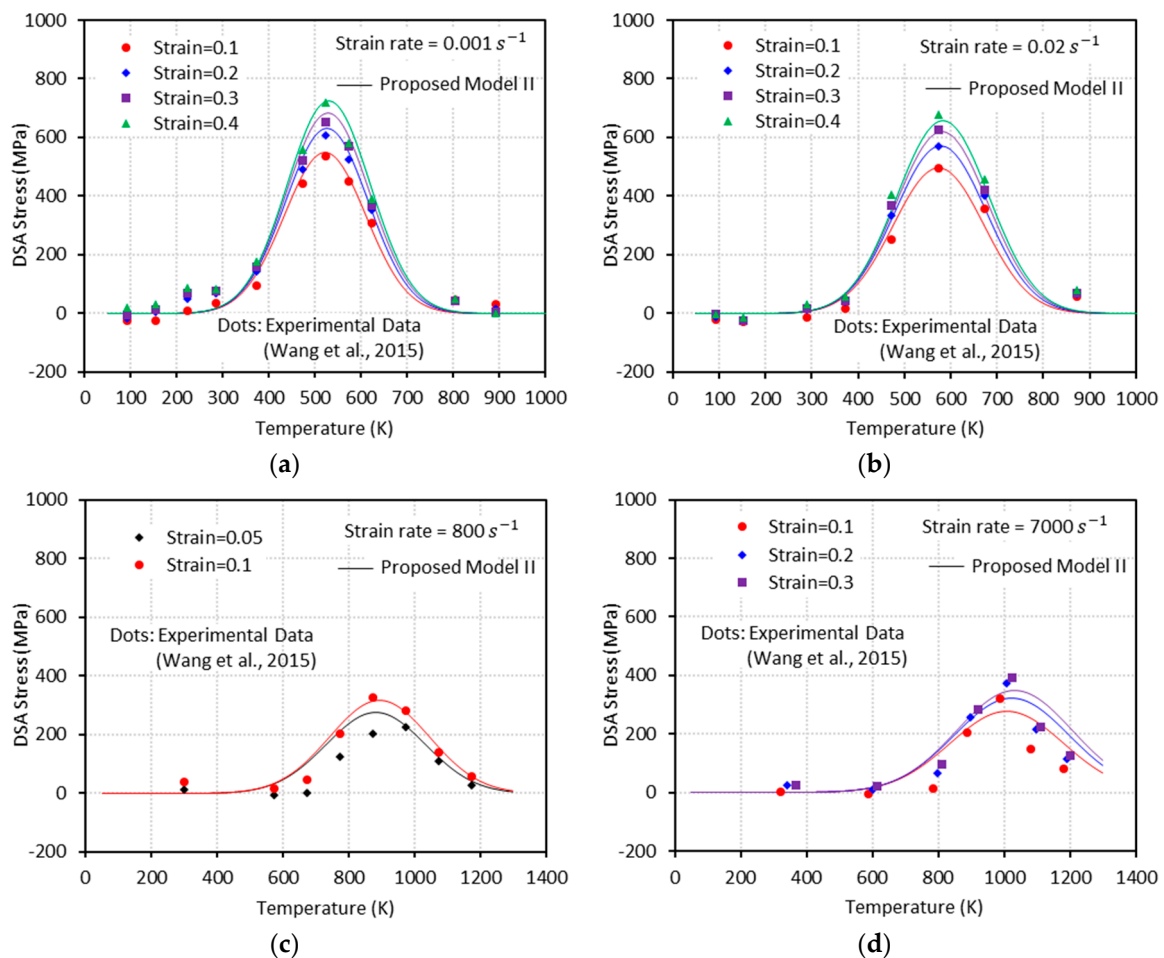 1000
800
600
400
200
0
-200
DSA Stress (MPa)
Strain=0.1
Strain=0.2
Strain=0.3
Strain=0.4
Strain rate = 0.001 s⁻¹
Proposed Model II
Dots: Experimental Data
(Wang et al., 2015)
0 100 200 300 400 500 600 700 800 900 1000
Temperature (K)
(a)
1000
800
600
400
200
0
-200
DSA Stress (MPa)
Strain=0.1
Strain=0.2
Strain=0.3
Strain=0.4
Strain rate = 0.02 s⁻¹
Proposed Model II
Dots: Experimental Data
(Wang et al., 2015)
0 100 200 300 400 500 600 700 800 900 1000
Temperature (K)
(b)
1000
800
600
400
200
0
-200
DSA Stress (MPa)
Strain=0.05
Strain=0.1
Strain rate = 800 s⁻¹
Proposed Model II
Dots: Experimental Data
(Wang et al., 2015)
0 200 400 600 800 1000 1200 1400
Temperature (K)
(c)
1000
800
600
400
200
0
-200
DSA Stress (MPa)
Strain=0.1
Strain=0.2
Strain=0.3
Strain rate = 7000 s⁻¹
Proposed Model II
Dots: Experimental Data
(Wang et al., 2015)
0 200 400 600 800 1000 1200 1400
Temperature (K)
(d)